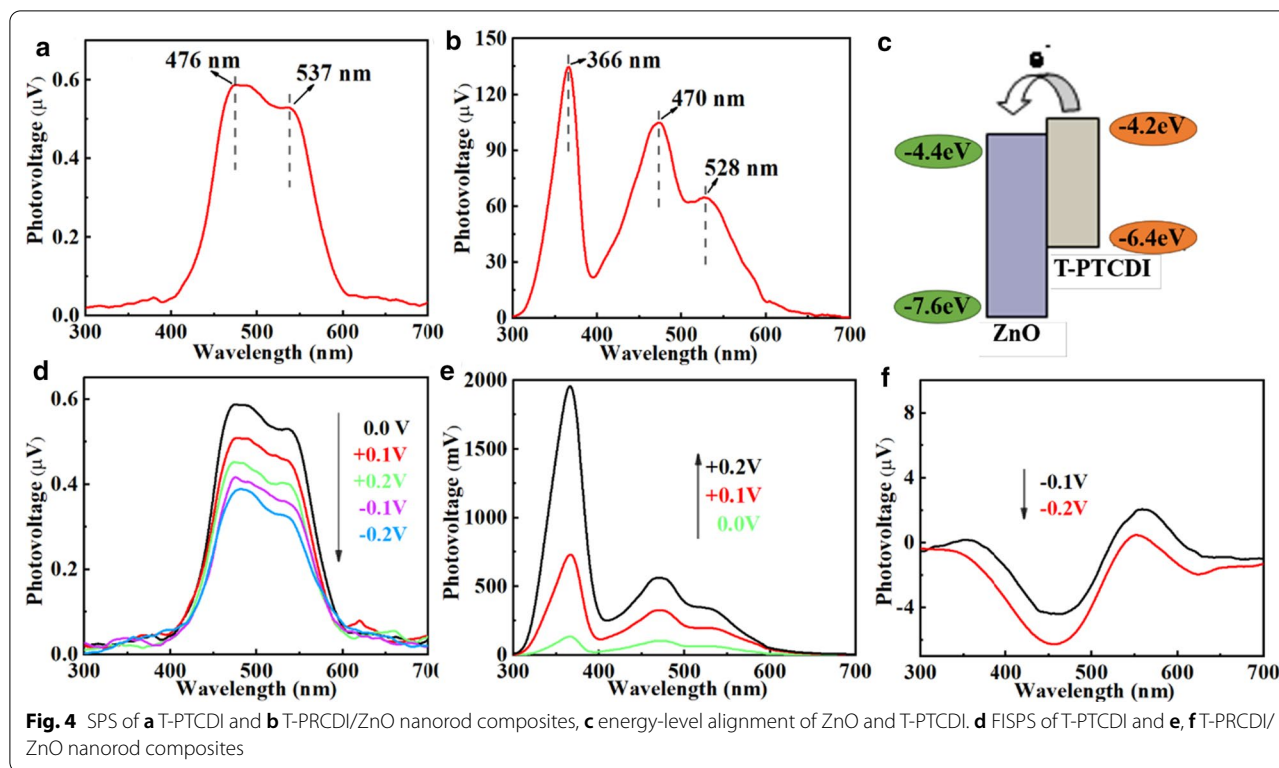 a
476 nm
537 nm
Photovoltage (μV)
0.6
0.4
0.2
0.0
300 400 500 600 700
Wavelength (nm)
b
366 nm
470 nm
528 nm
Photovoltage (μV)
150
120
90
60
30
0
300 400 500 600 700
Wavelength (nm)
c
e-
-4.4eV
-4.2eV
-6.4eV
T-PTCDI
-7.6eV
ZnO
d
Photovoltage (μV)
0.6
0.4
0.2
0.0
0.0 V
+0.1V
+0.2V
-0.1V
-0.2V
300 400 500 600 700
Wavelength (nm)
e
Photovoltage (mV)
2000
1500
1000
500
0
+0.2V
+0.1V
0.0V
300 400 500 600 700
Wavelength (nm)
f
Photovoltage (μV)
8
4
0
-4
-0.1V
-0.2V
300 400 500 600 700
Wavelength (nm)
Fig. 4 SPS of a T-PTCDI and b T-PRCDI/ZnO nanorod composites, c energy-level alignment of ZnO and T-PTCDI. d FISPS of T-PTCDI and e, f T-PRCDI/
ZnO nanorod composites